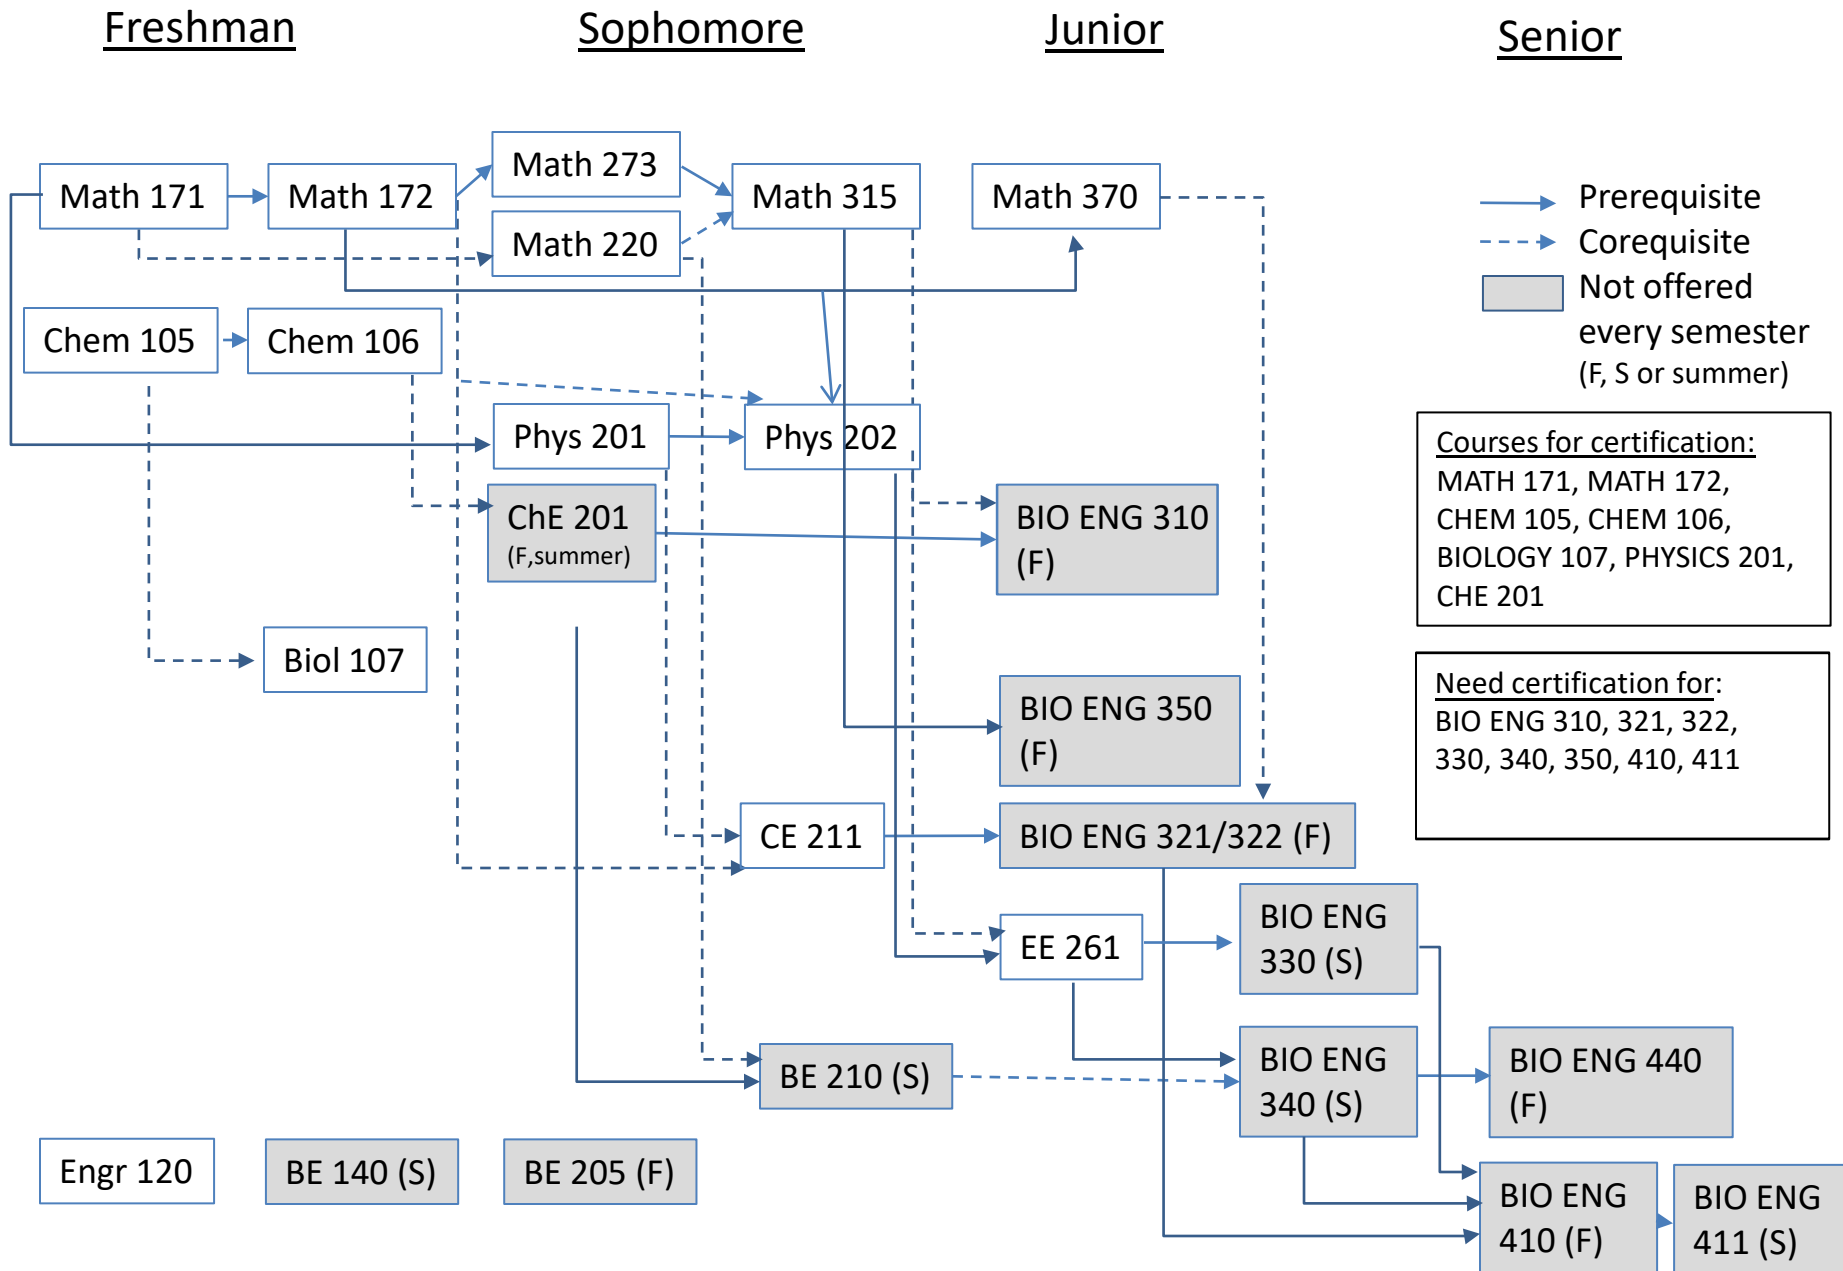 Freshman
Sophomore
Junior
Senior
Math 171
Math 172
Math 273
Math 220
Math 315
Math 370
Prerequisite
Corequisite
Not offered
every semester
(F, S or summer)
Chem 105
Chem 106
Phys 201
Phys 202
ChE 201
(F,summer)
BIO ENG 310
(F)
Courses for certification:
MATH 171, MATH 172,
CHEM 105, CHEM 106,
BIOLOGY 107, PHYSICS 201,
CHE 201
Biol 107
BIO ENG 350
(F)
Need certification for:
BIO ENG 310, 321, 322,
330, 340, 350, 410, 411
CE 211
BIO ENG 321/322 (F)
EE 261
BIO ENG
330 (S)
BE 210 (S)
BIO ENG
340 (S)
BIO ENG 440
(F)
Engr 120
BE 140 (S)
BE 205 (F)
BIO ENG
410 (F)
BIO ENG
411 (S)